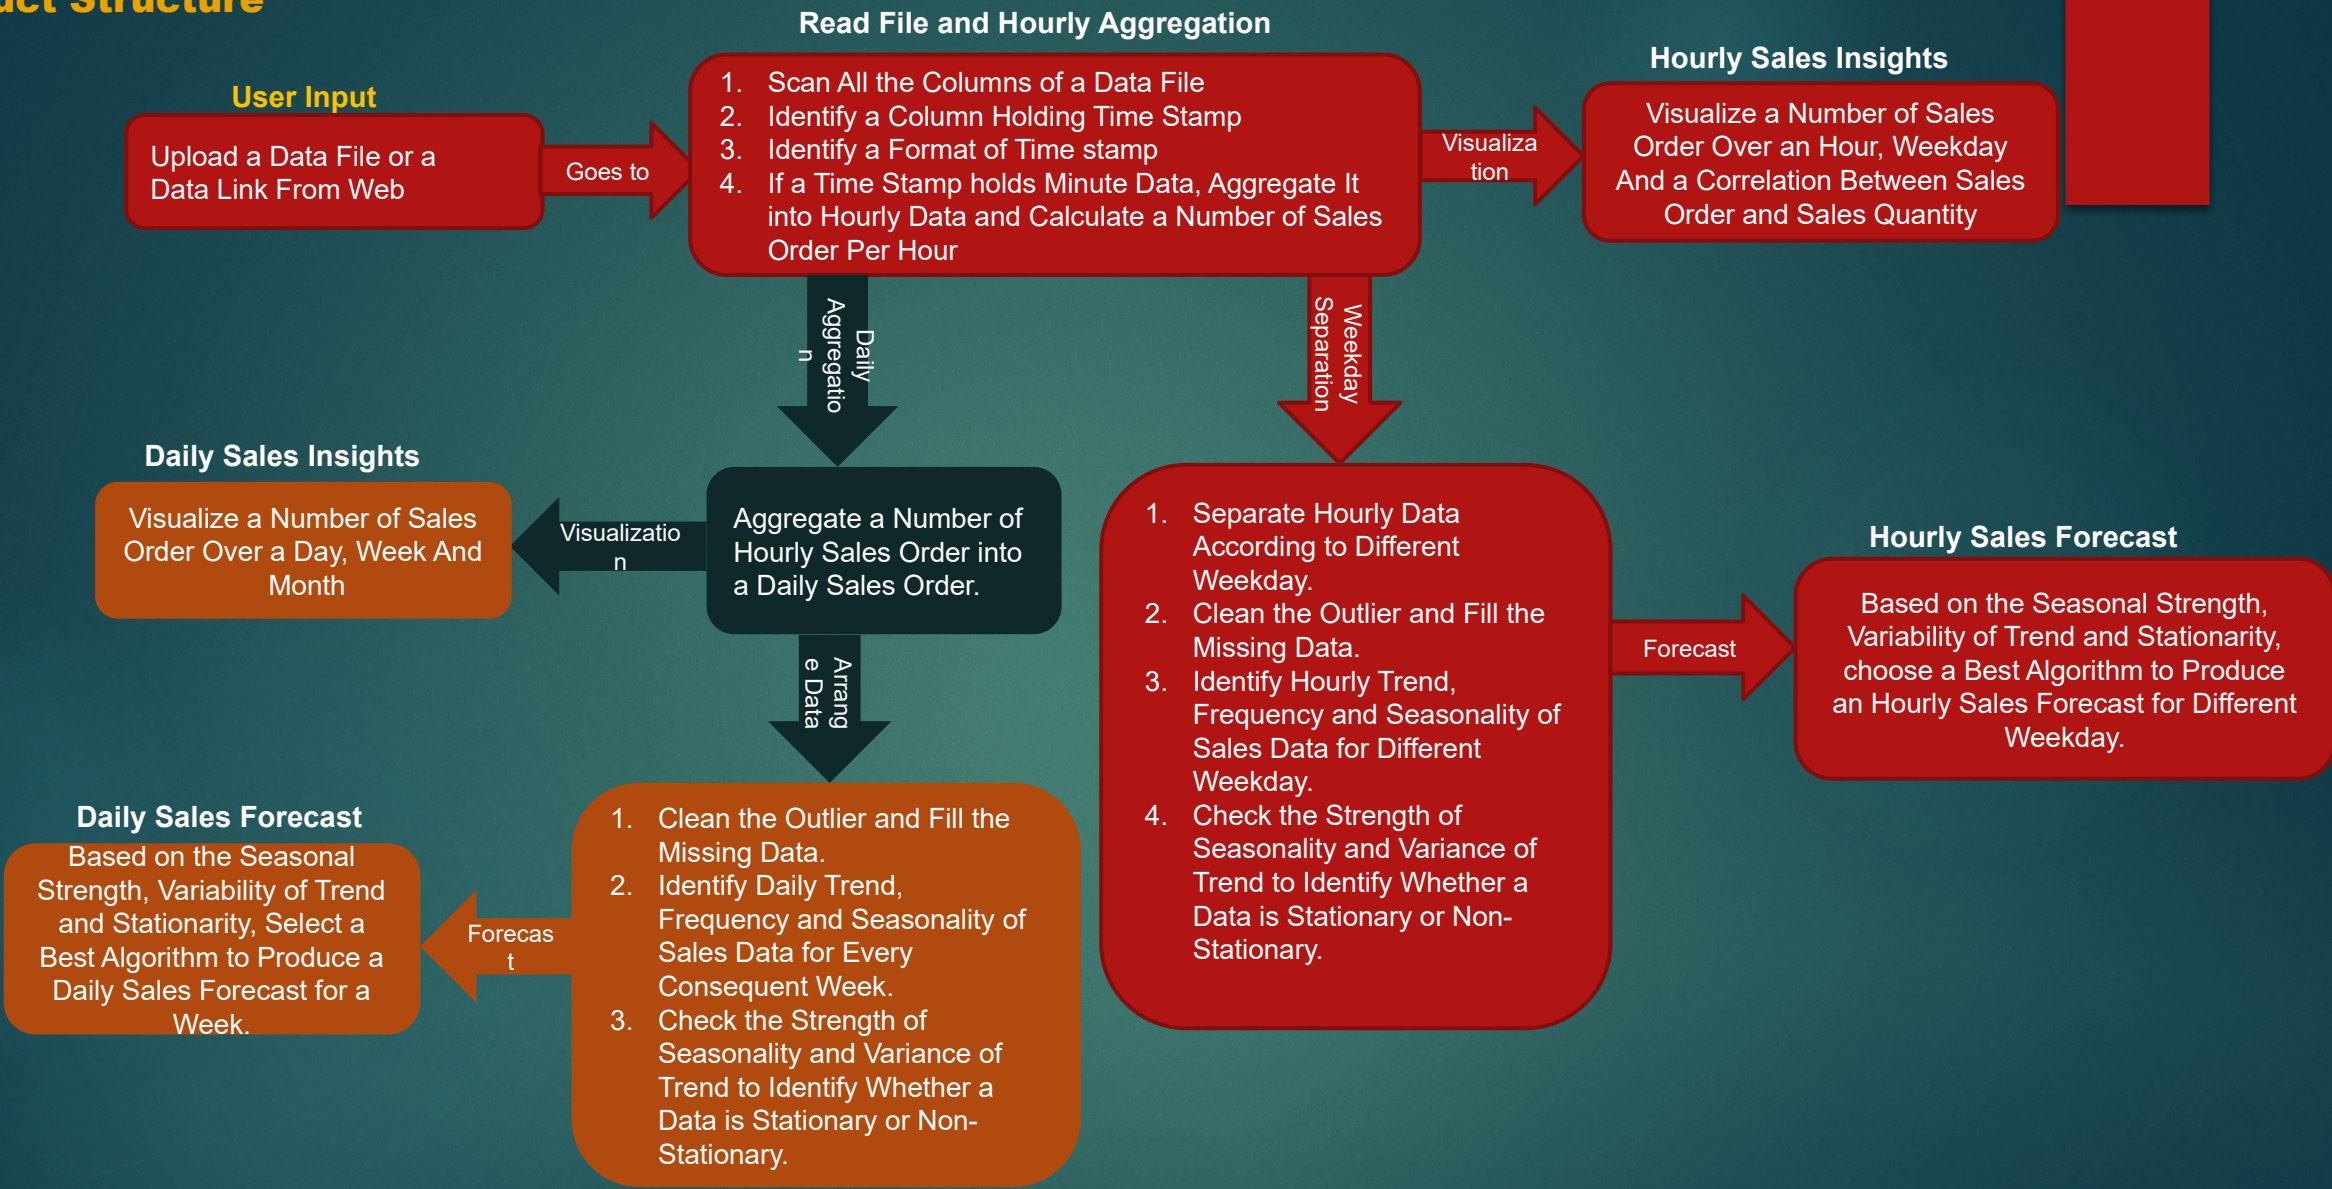 uct Structure
Read File and Hourly Aggregation
Hourly Sales Insights
User Input
Upload a Data File or a
Data Link From Web
Goes to
1. Scan All the Columns of a Data File
2. Identify a Column Holding Time Stamp
3. Identify a Format of Time stamp
4. If a Time Stamp holds Minute Data, Aggregate It
into Hourly Data and Calculate a Number of Sales
Order Per Hour
Visualiza
tion
Visualize a Number of Sales
Order Over an Hour, Weekday
And a Correlation Between Sales
Order and Sales Quantity
Daily
Aggregatio
n
Weekday
Separation
Daily Sales Insights
Visualize a Number of Sales
Order Over a Day, Week And
Month
Visualizatio
n
Aggregate a Number of
Hourly Sales Order into
a Daily Sales Order.
1. Separate Hourly Data
According to Different
Weekday.
2. Clean the Outlier and Fill the
Missing Data.
3. Identify Hourly Trend,
Frequency and Seasonality of
Sales Data for Different
Weekday.
4. Check the Strength of
Seasonality and Variance of
Trend to Identify Whether a
Data is Stationary or Non-
Stationary.
Forecast
Hourly Sales Forecast
Based on the Seasonal Strength,
Variability of Trend and Stationarity,
choose a Best Algorithm to Produce
an Hourly Sales Forecast for Different
Weekday.
Arrang
e Data
Daily Sales Forecast
Based on the Seasonal
Strength, Variability of Trend
and Stationarity, Select a
Best Algorithm to Produce a
Daily Sales Forecast for a
Week.
Forecas
t
1. Clean the Outlier and Fill the
Missing Data.
2. Identify Daily Trend,
Frequency and Seasonality of
Sales Data for Every
Consequent Week.
3. Check the Strength of
Seasonality and Variance of
Trend to Identify Whether a
Data is Stationary or Non-
Stationary.